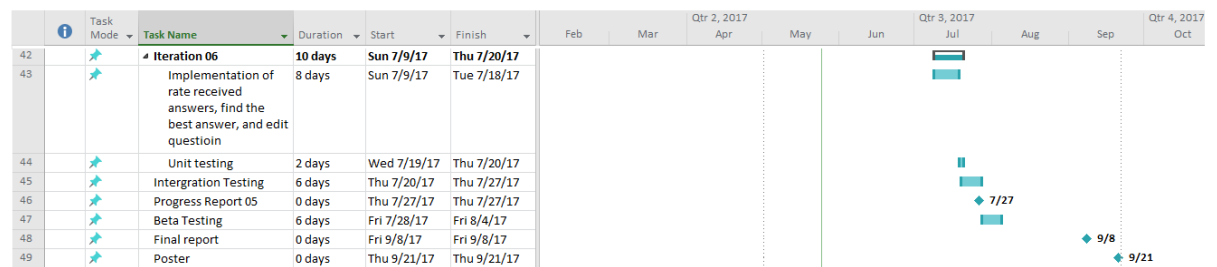 Qtr 2, 2017 Qtr 3, 2017 Qtr 4, 2017
Task Mode Task Name Duration Start Finish Feb Mar Apr May Jun Jul Aug Sep Oct
42 Iteration 06 10 days Sun 7/9/17 Thu 7/20/17
43 Implementation of 8 days Sun 7/9/17 Tue 7/18/17
rate received
answers, find the
best answer, and edit
questioin
44 Unit testing 2 days Wed 7/19/17 Thu 7/20/17
45 Intergration Testing 6 days Thu 7/20/17 Thu 7/27/17
46 Progress Report 05 0 days Thu 7/27/17 Thu 7/27/17 7/27
47 Beta Testing 6 days Fri 7/28/17 Fri 8/4/17
48 Final report 0 days Fri 9/8/17 Fri 9/8/17 9/8
49 Poster 0 days Thu 9/21/17 Thu 9/21/17 9/21